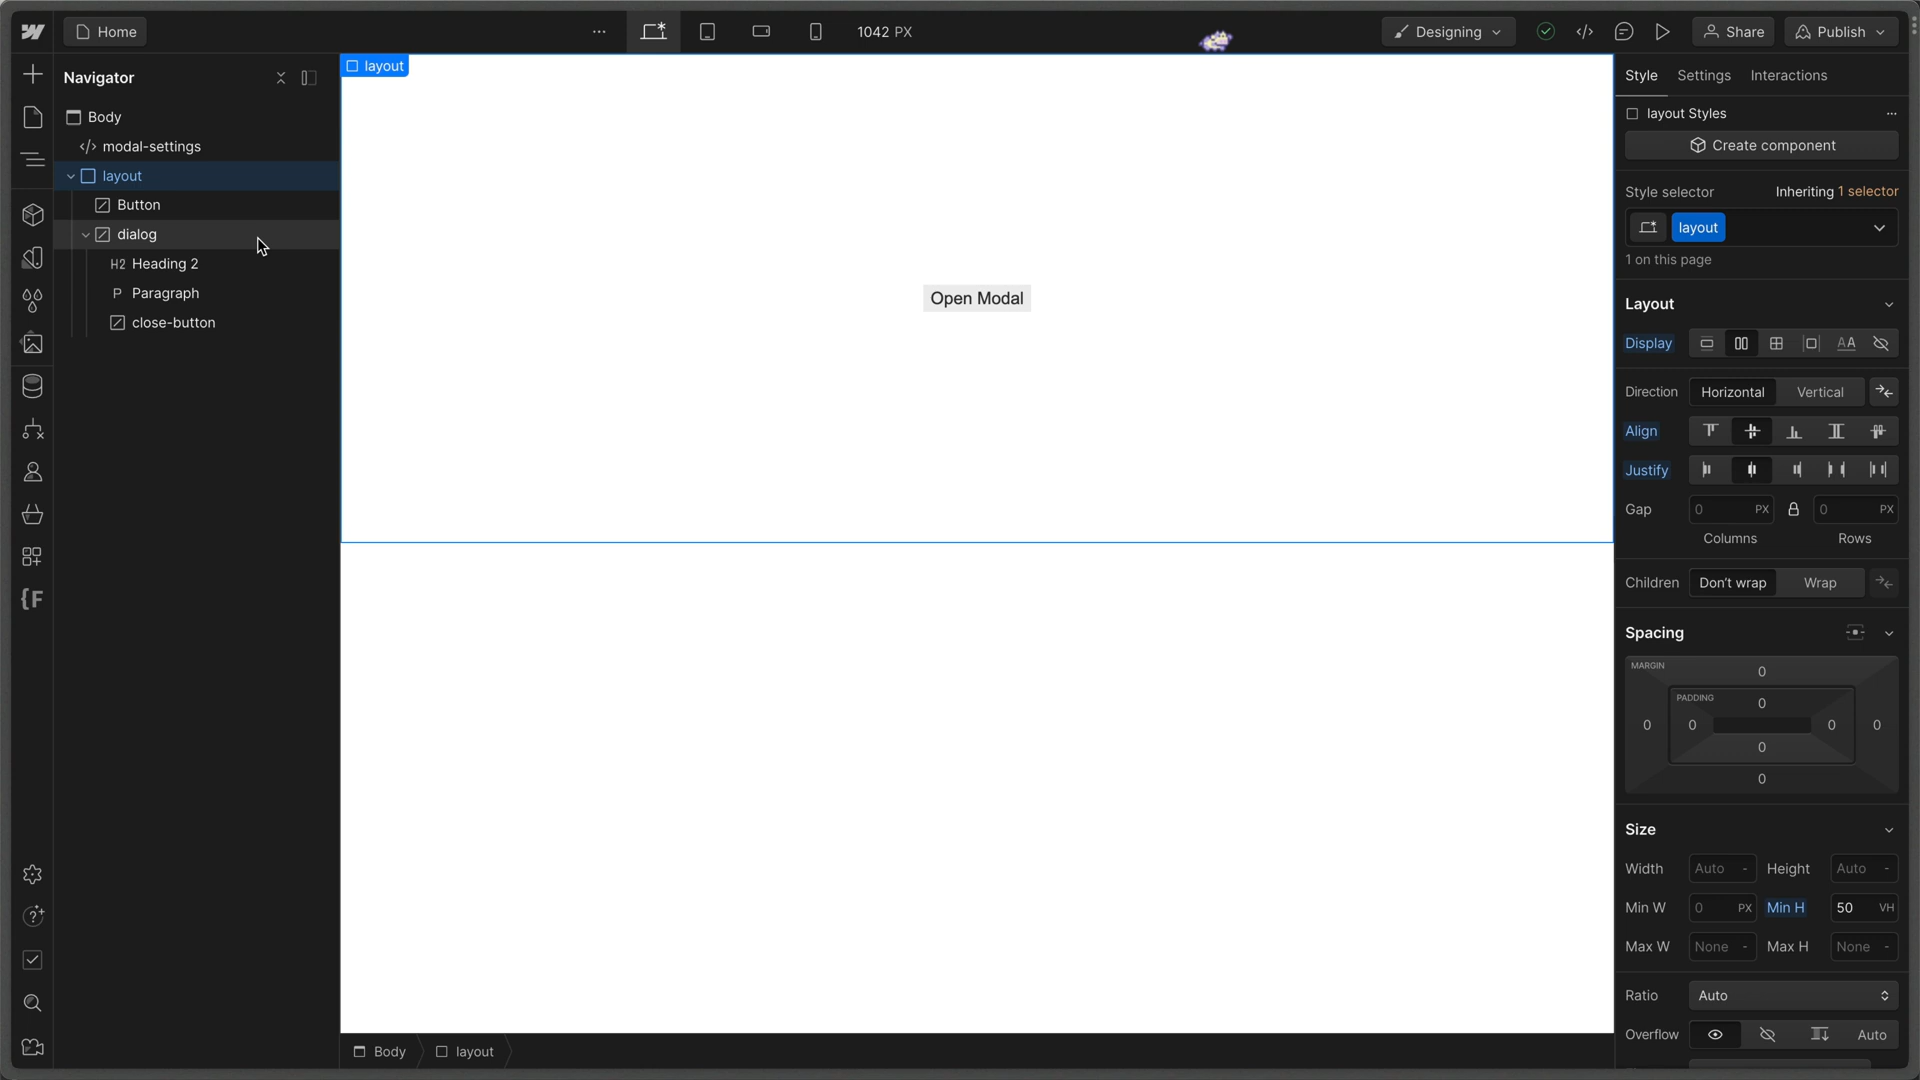 Home
1042 PX
Designing
Share
Publish
Navigator
Body
modal-settings
layout
Button
dialog
H2 Heading 2
P Paragraph
close-button
{F
layout
Open Modal
Body
layout
Style Settings Interactions
layout Styles
Create component
Style selector Inheriting 1 selector
layout
1 on this page
Layout
Display AA
Direction Horizontal Vertical
Align
Justify
Gap 0 PX 0 PX
Columns Rows
Children Don't wrap Wrap
Spacing
MARGIN 0
PADDING 0
0 0 0 0
0
0
Size
Width Auto - Height Auto -
Min W 0 PX Min H 50 VH
Max W None - Max H None -
Ratio Auto
Overflow Auto